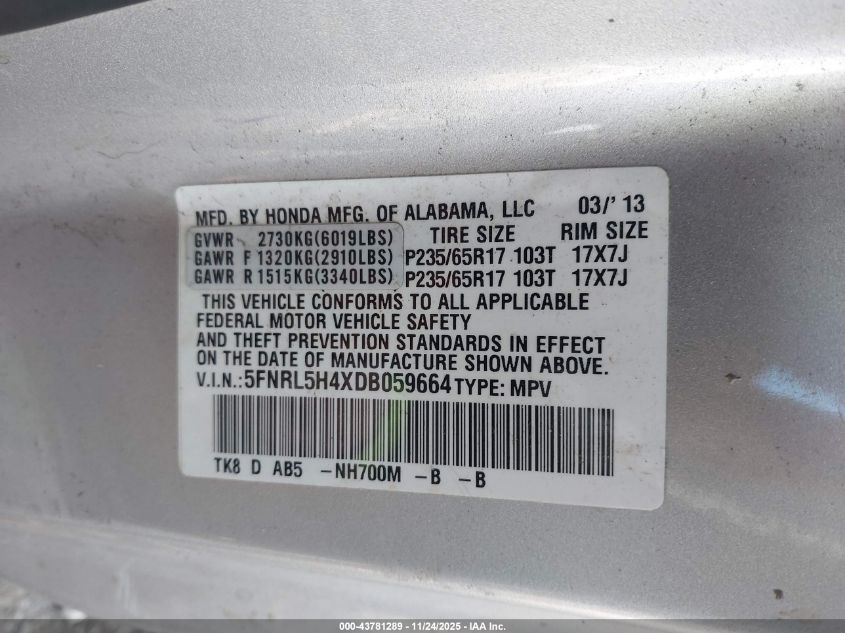 MFD. BY HONDA MFG. OF ALABAMA, LLC 03/' 13
GVWR 2730KG(6019LBS) TIRE SIZE RIM SIZE
GAWR F 1320KG(2910LBS) P235/65R17 103T 17X7J
GAWR R 1515KG(3340LBS) P235/65R17 103T 17X7J
THIS VEHICLE CONFORMS TO ALL APPLICABLE
FEDERAL MOTOR VEHICLE SAFETY
AND THEFT PREVENTION STANDARDS IN EFFECT
ON THE DATE OF MANUFACTURE SHOWN ABOVE.
V.I.N.:5FNRL5H4XDB059664 TYPE: MPV
TK8 D AB5 -NH700M -B -B
000-43781289 - 11/24/2025 - IAA Inc.